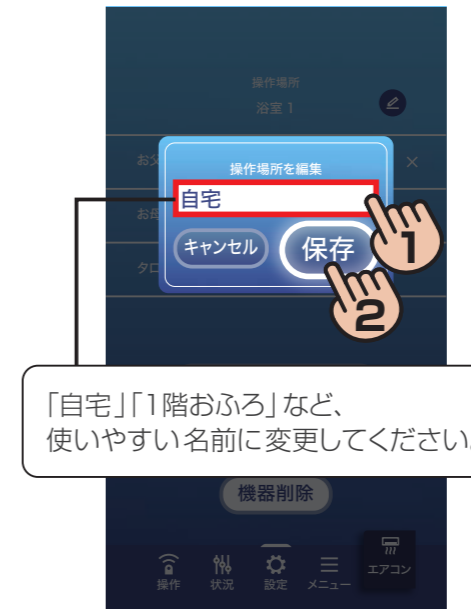 操作場所
浴室1
お父
×
操作場所を編集
自宅
お母
キャンセル
保存
1
タロ
2
「自宅」「1階おふろ」など、
使いやすい名前に変更してください。
機器削除
操作
状況
設定
メニュー
エアコン